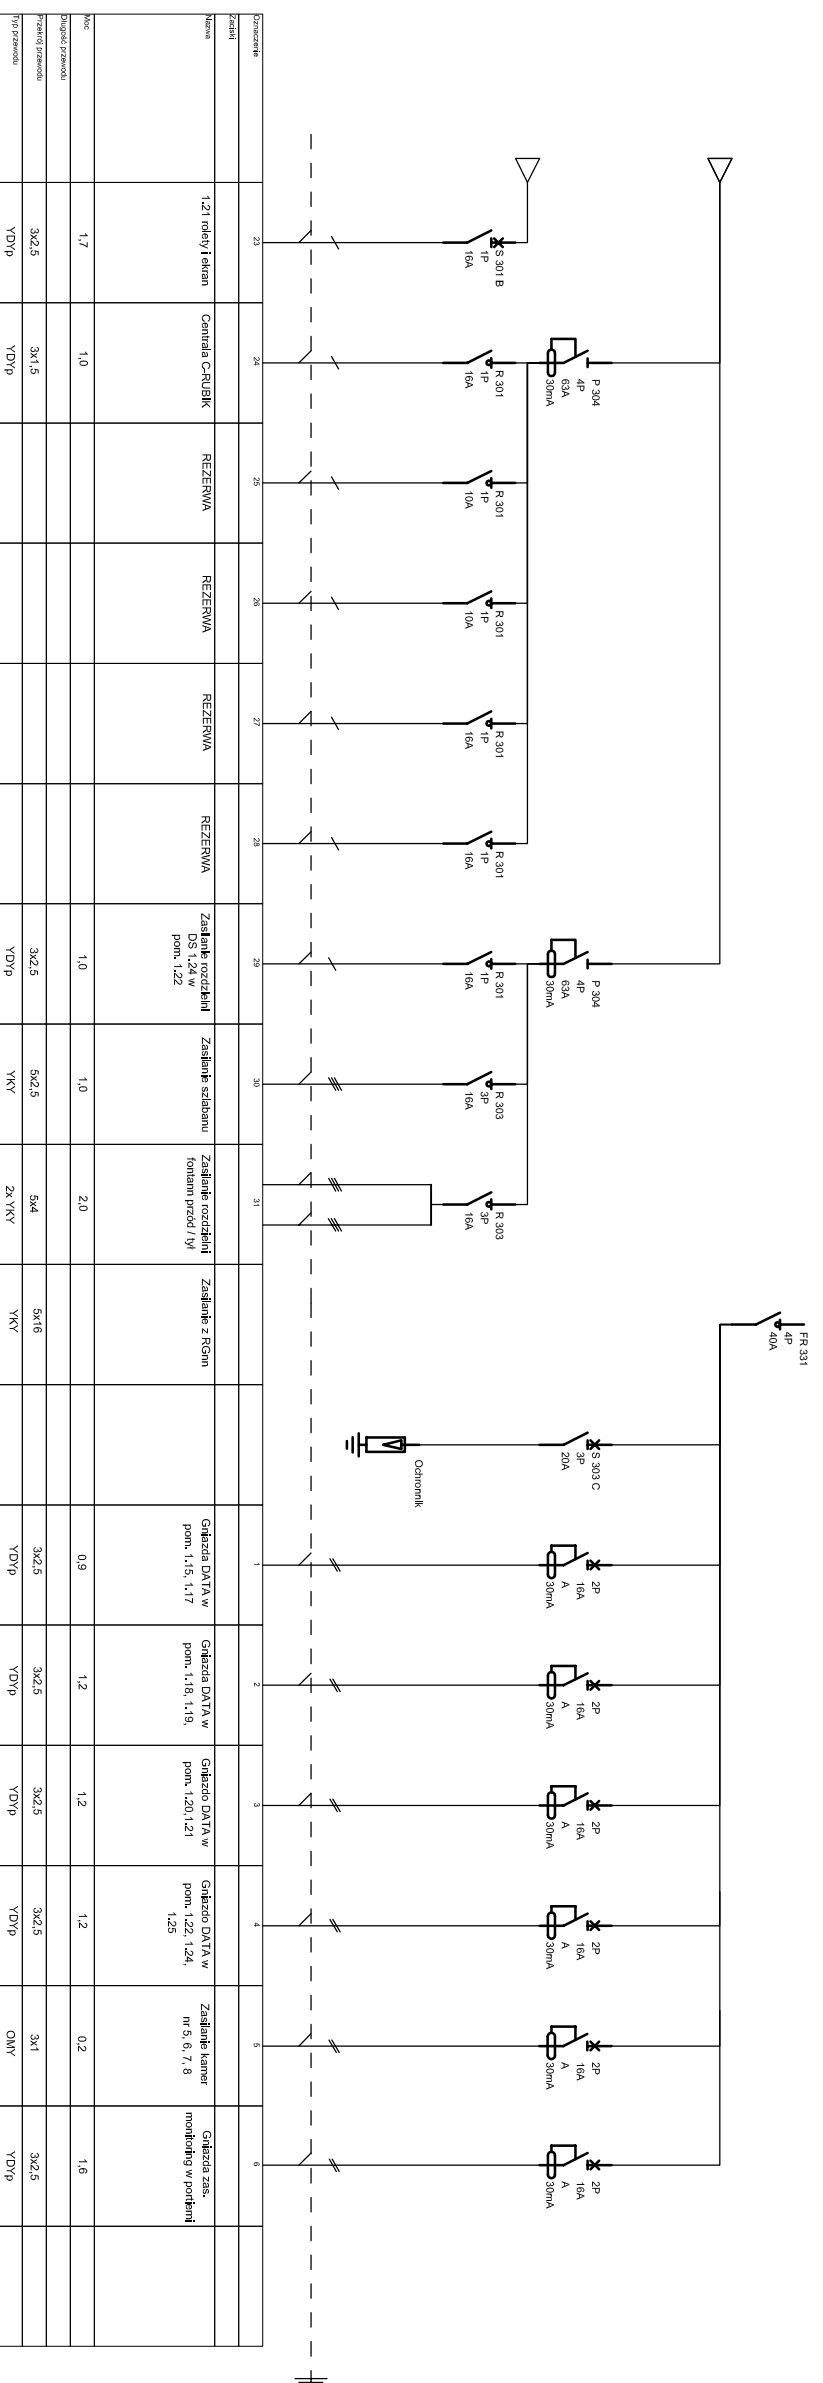 FR 331
4P
40A
P 304
4P
63A
30mA
P 304
4P
63A
30mA
S 303 C
3P
20A
2P
16A
A
30mA
2P
16A
A
30mA
2P
16A
A
30mA
2P
16A
A
30mA
2P
16A
A
30mA
2P
16A
A
30mA
S 301 B
1P
16A
R 301
1P
16A
R 301
1P
10A
R 301
1P
10A
R 301
1P
16A
R 301
1P
16A
R 301
1P
16A
R 303
3P
16A
R 303
3P
16A
Ochronnik
Oznaczenie 23 24 25 26 27 28 29 30 31 1 2 3 4 5 6
Zaciski
Nazwa
1.21 rolety i ekran
Centrala C-RUBIK
REZERWA
REZERWA
REZERWA
REZERWA
Zasilanie rozdzielni
DS 1.24 w
pom. 1.22
Zasilanie szlabanu
Zasilanie rozdzielni
fontann przód / tył
Zasilanie z RGnn
Gniazda DATA w
pom. 1.15, 1.17
Gniazda DATA w
pom. 1.18, 1.19,
Gniazdo DATA w
pom. 1.20,1.21
Gniazdo DATA w
pom. 1.22, 1.24,
1.25
Zasilanie kamer
nr 5, 6, 7, 8
Gniazda zas.
monitoring w portierni
Moc 1,7 1,0 1,0 1,0 2,0 0,9 1,2 1,2 1,2 0,2 1,6
Długość przewodu
Przekrój przewodu 3x2,5 3x1,5 3x2,5 5x2,5 5x4 5x16 3x2,5 3x2,5 3x2,5 3x2,5 3x1 3x2,5
Typ przewodu YDYp YDYp YDYp YKY 2x YKY YKY YDYp YDYp YDYp YDYp OMY YDYp